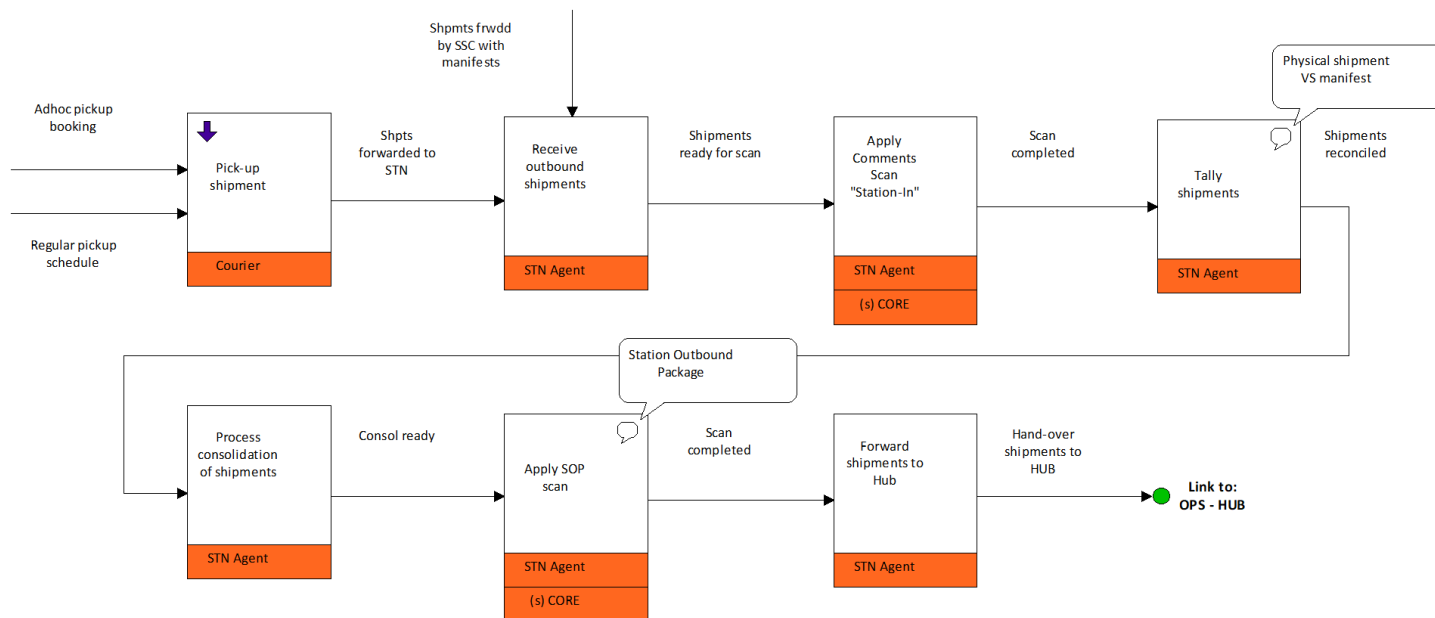 Shpmts frwdd
by SSC with
manifests
Physical shipment
VS manifest
Adhoc pickup
booking
Regular pickup
schedule
Pick-up
shipment
Courier
Shpts
forwarded to
STN
Receive
outbound
shipments
STN Agent
Shipments
ready for scan
Apply
Comments
Scan
"Station-In"
STN Agent
(s) CORE
Scan
completed
Tally
shipments
STN Agent
Shipments
reconciled
Station Outbound
Package
Process
consolidation
of shipments
STN Agent
Consol ready
Apply SOP
scan
STN Agent
(s) CORE
Scan
completed
Forward
shipments to
Hub
STN Agent
Hand-over
shipments to
HUB
Link to:
OPS - HUB